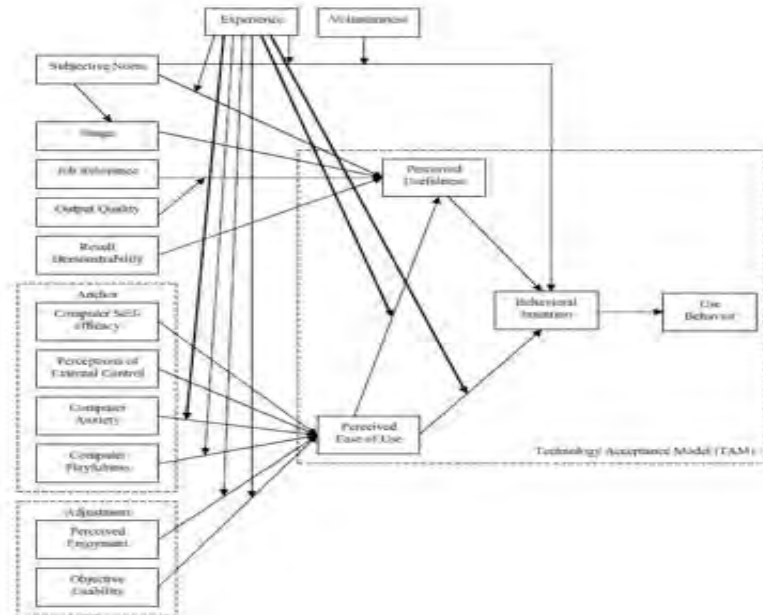 Experience
Voluntariness
Subjective Norm
Image
Job Relevance
Output Quality
Result
Demonstrability
Perceived
Usefulness
Anchor
Computer Self-
efficacy
Perceptions of
External Control
Computer
Anxiety
Computer
Playfulness
Behavioral
Intention
Use
Behavior
Perceived
Ease of Use
Technology Acceptance Model (TAM)
Adjustment
Perceived
Enjoyment
Objective
Usability